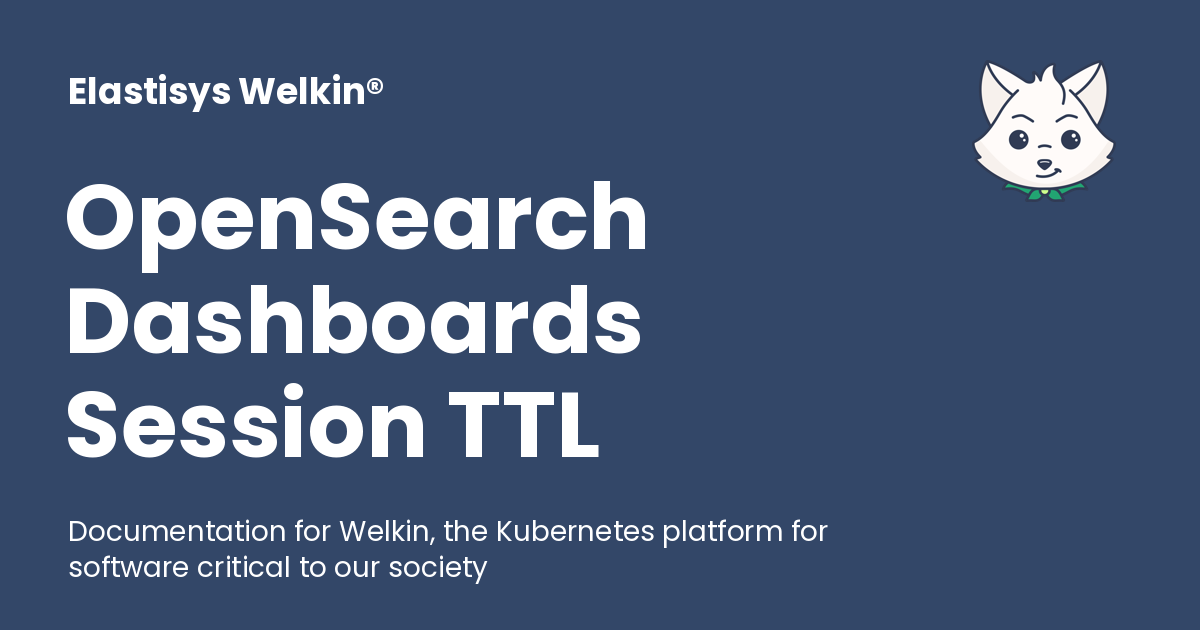 Elastisys Welkin®
OpenSearch
Dashboards
Session TTL
Documentation for Welkin, the Kubernetes platform for
software critical to our society